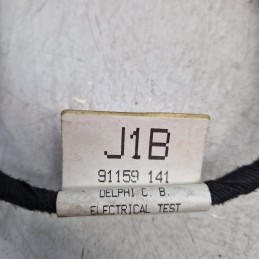 J1B
91159 141
DELPHI C. B.
ELECTRICAL TEST